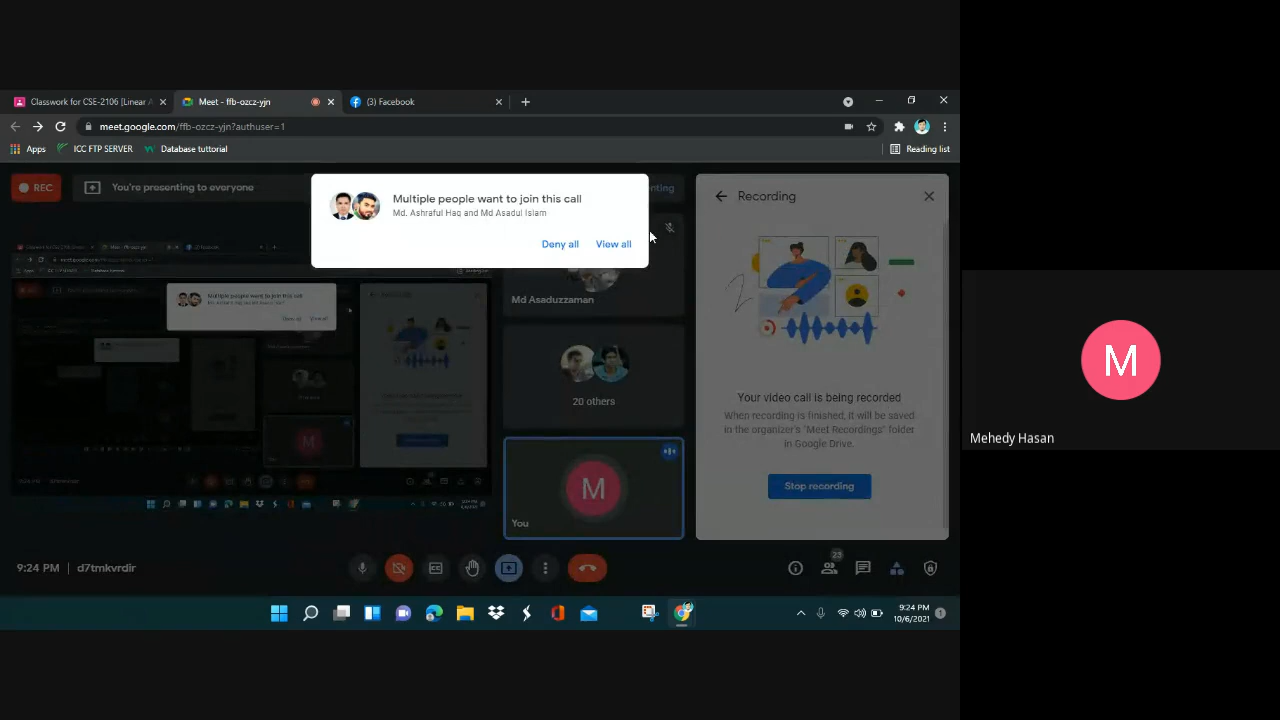 Classwork for CSE-2106 [Linear A
Meet - ffb-ozcz-yjn
(3) Facebook
meet.google.com/ffb-ozcz-yjn?authuser=1
Apps
ICC FTP SERVER
Database tuttorial
Reading list
REC
You're presenting to everyone
Multiple people want to join this call
Md. Ashraful Haq and Md Asadul Islam
Deny all
View all
Md Asaduzzaman
20 others
M
You
Recording
Your video call is being recorded
When recording is finished, it will be saved
in the organizer's "Meet Recordings" folder
in Google Drive.
Stop recording
9:24 PM | d7tmkvrdir
23
9:24 PM
10/6/2021
1
M
Mehedy Hasan